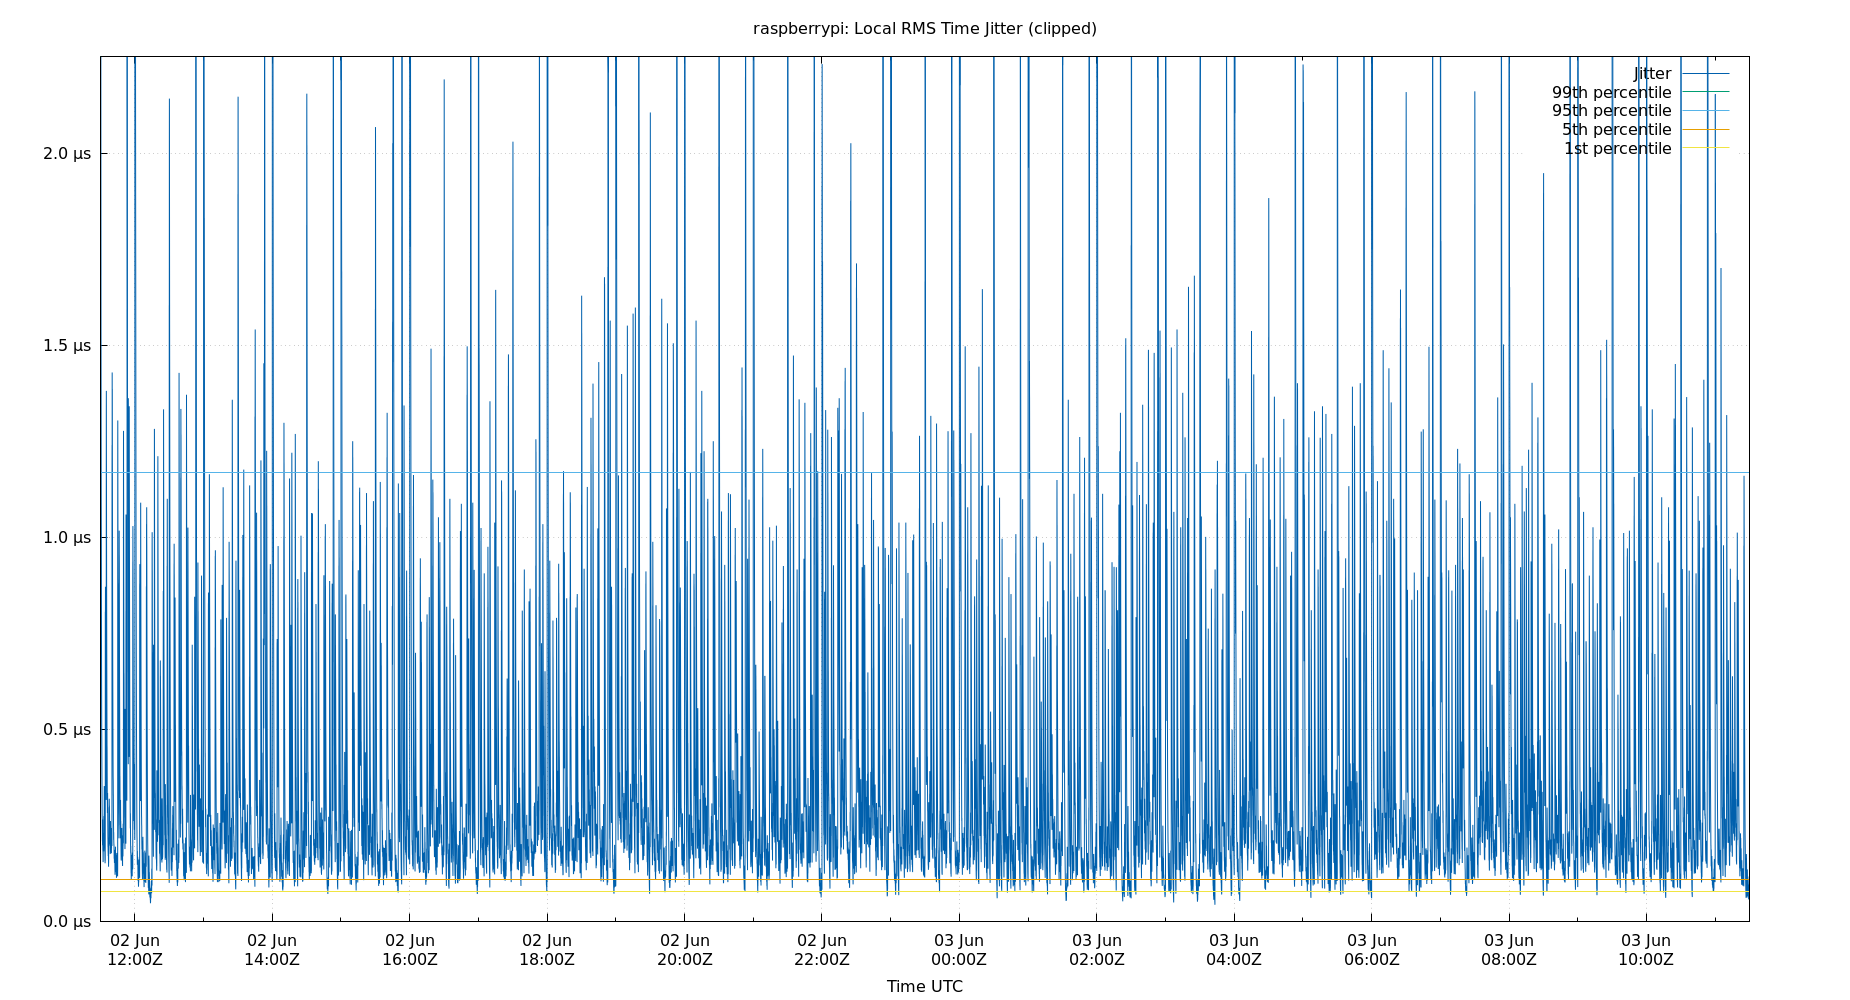 raspberrypi: Local RMS Time Jitter (clipped)
Jitter
99th percentile
95th percentile
5th percentile
1st percentile
2.0 µs
1.5 µs
1.0 µs
0.5 µs
0.0 µs
02 Jun 02 Jun 02 Jun 02 Jun 02 Jun 02 Jun 03 Jun 03 Jun 03 Jun 03 Jun 03 Jun 03 Jun
12:00Z 14:00Z 16:00Z 18:00Z 20:00Z 22:00Z 00:00Z 02:00Z 04:00Z 06:00Z 08:00Z 10:00Z
Time UTC